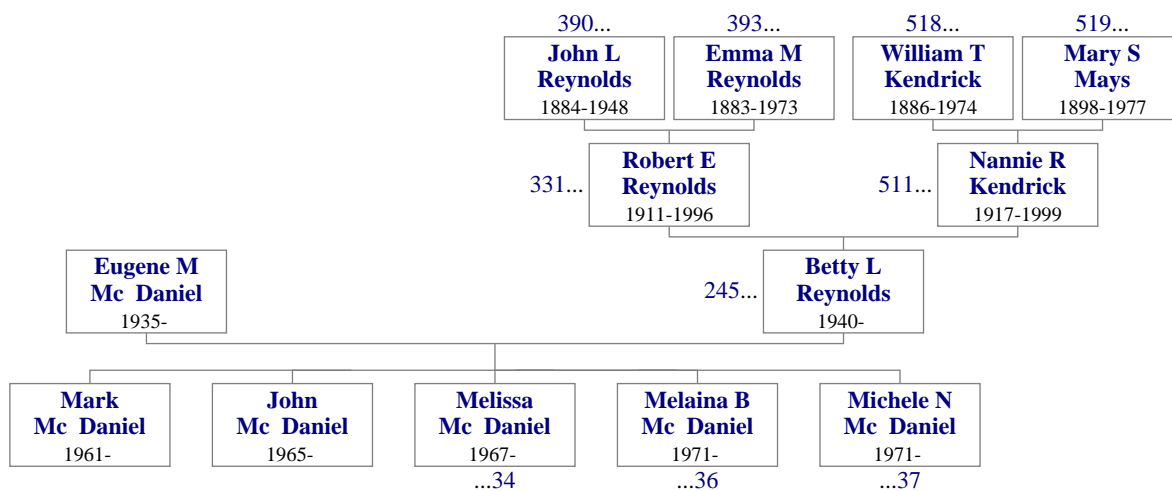 390...
393...
518...
519...
John L
Reynolds
1884-1948
Emma M
Reynolds
1883-1973
William T
Kendrick
1886-1974
Mary S
Mays
1898-1977
331...
Robert E
Reynolds
1911-1996
511...
Nannie R
Kendrick
1917-1999
Eugene M
Mc Daniel
1935-
245...
Betty L
Reynolds
1940-
Mark
Mc Daniel
1961-
John
Mc Daniel
1965-
Melissa
Mc Daniel
1967-
...34
Melaina B
Mc Daniel
1971-
...36
Michele N
Mc Daniel
1971-
...37